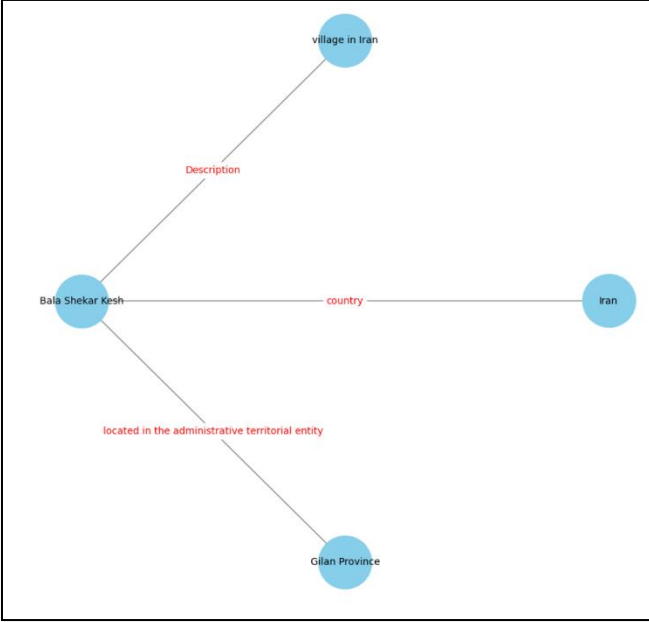 village in Iran
Description
Bala Shekar Kesh
country
Iran
located in the administrative territorial entity
Gilan Province